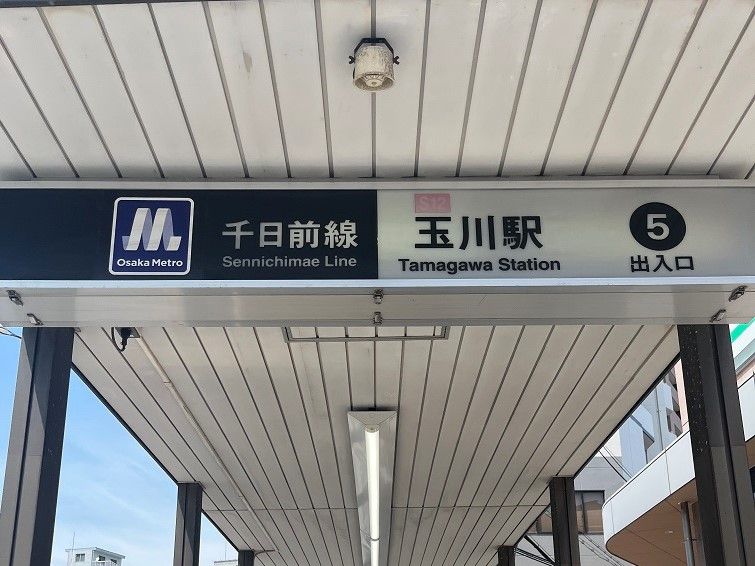 Osaka Metro
千日前線
Sennichimae Line
S12
玉川駅
Tamagawa Station
5
出入口